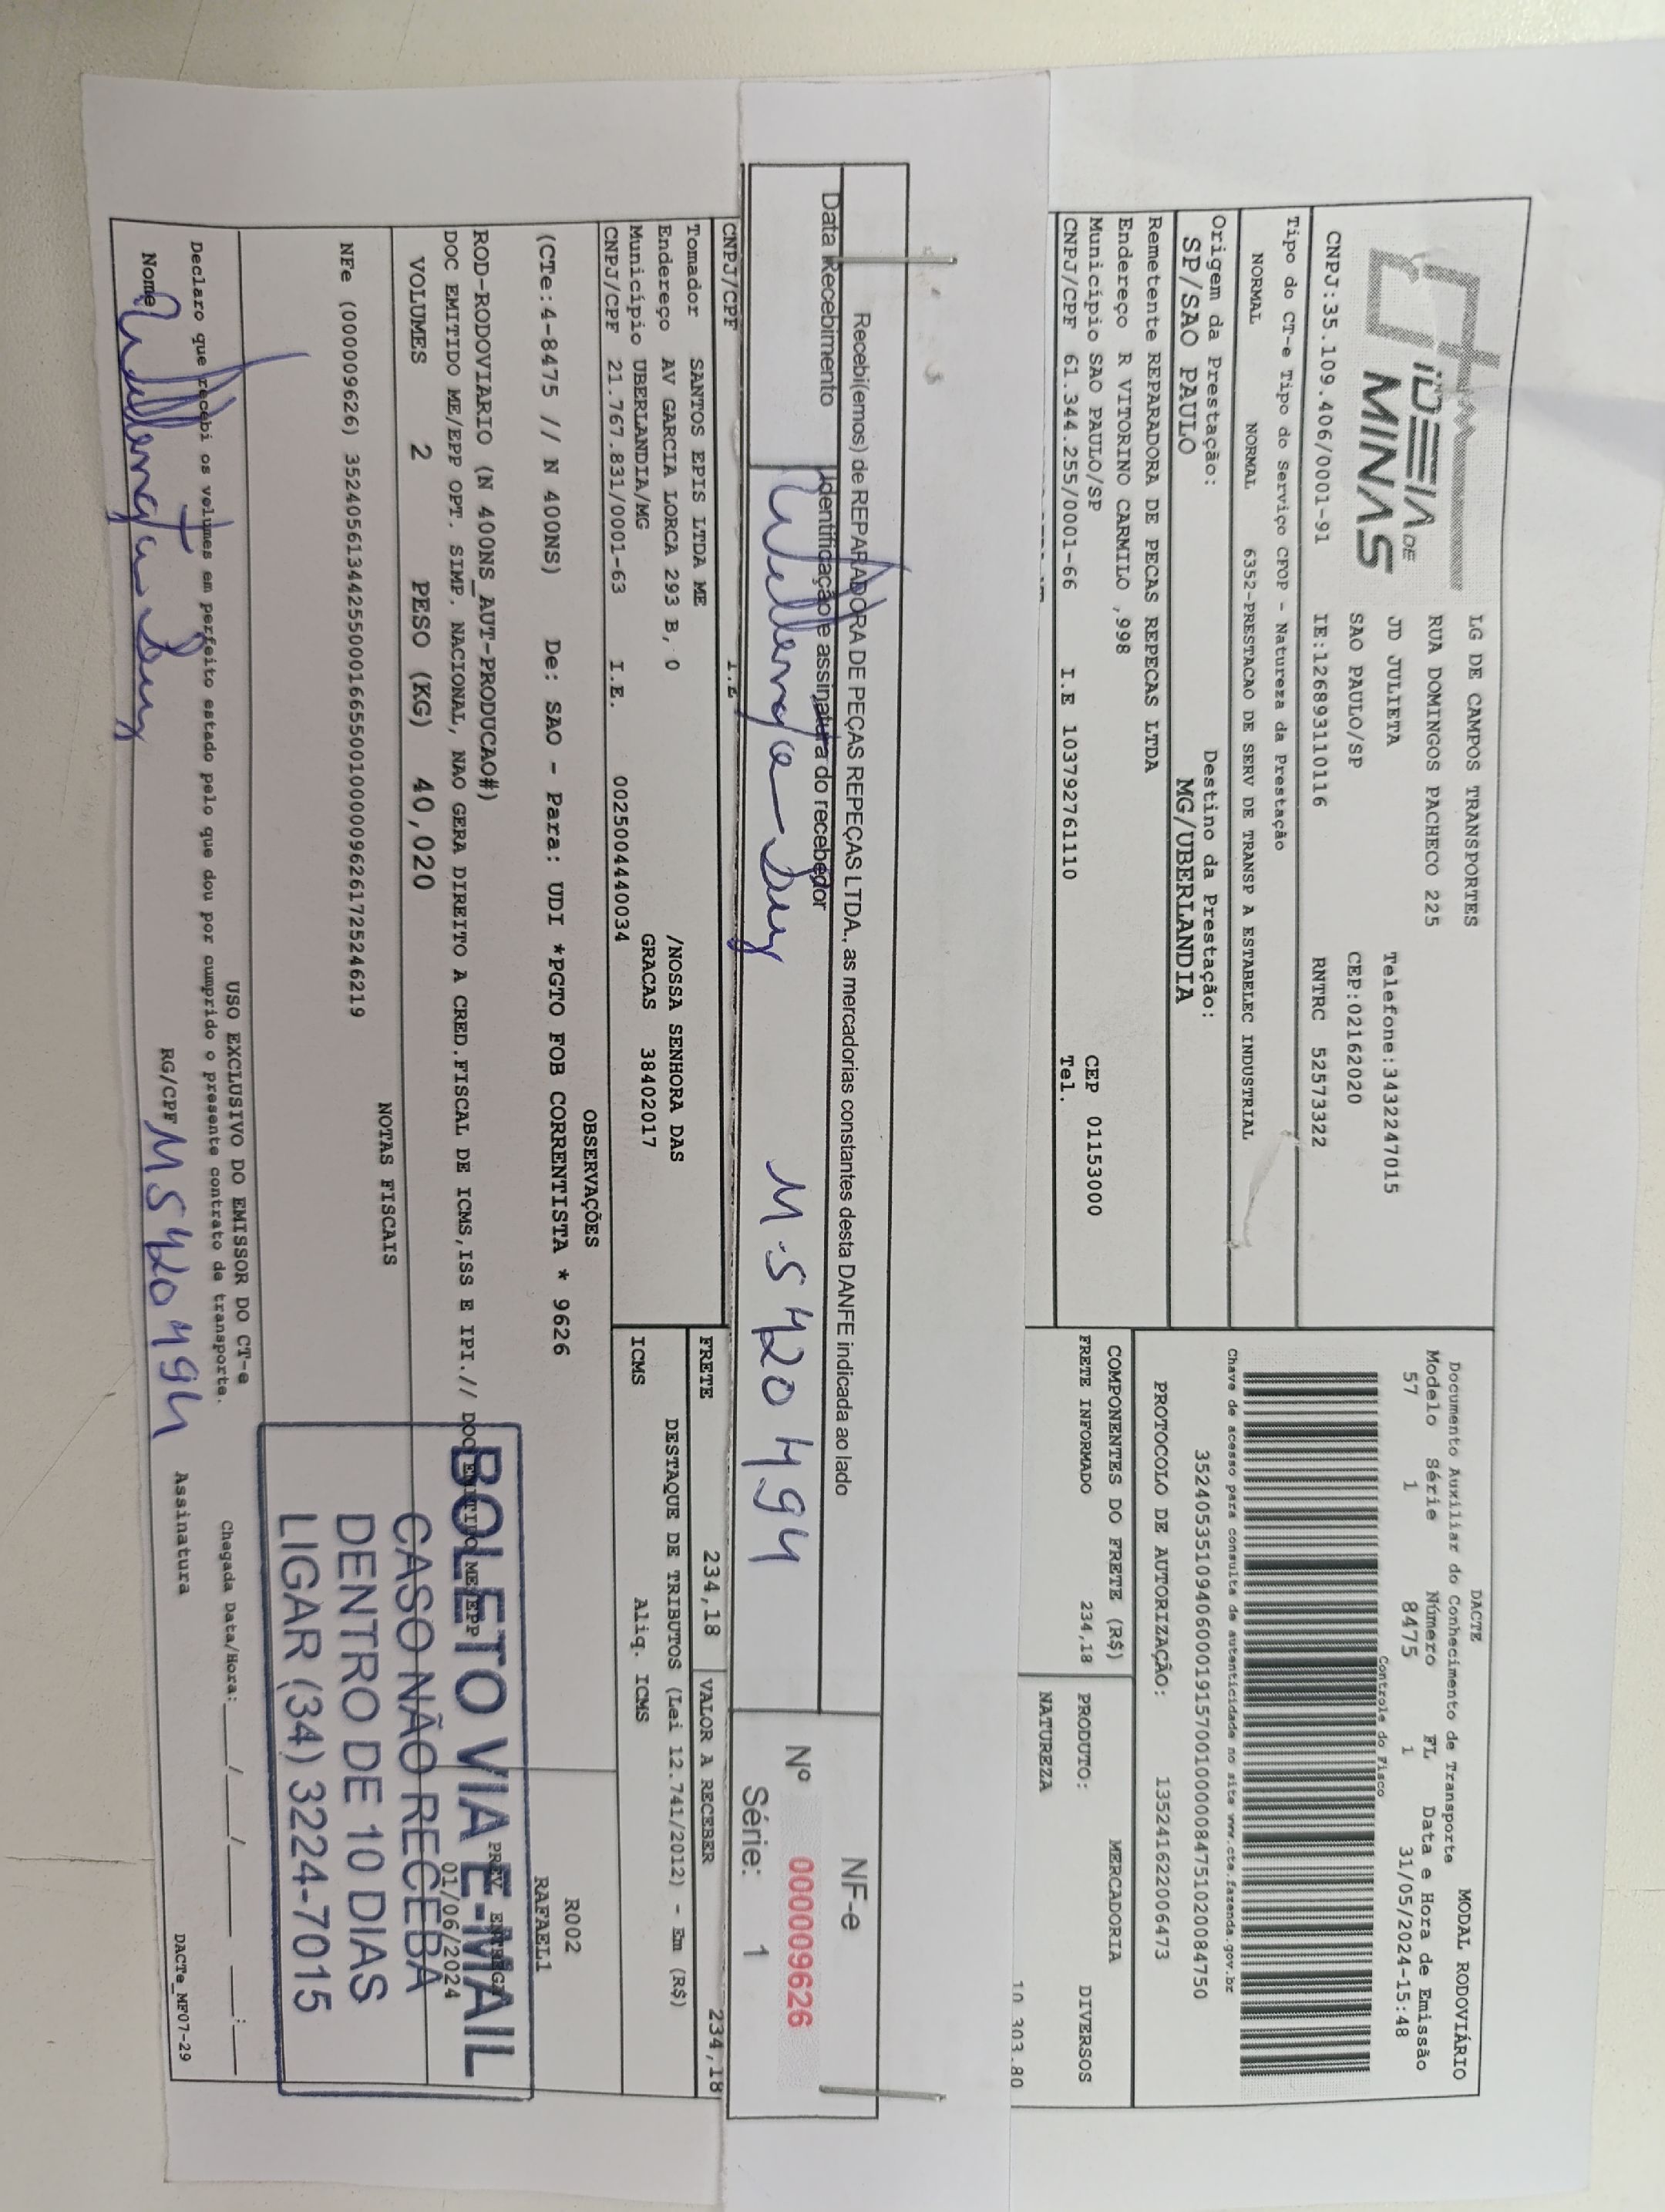 IDEIA DE
MINAS
LG DE CAMPOS TRANSPORTES
RUA DOMINGOS PACHECO 225
JD JULIETA Telefone:3432247015
SAO PAULO/SP CEP:02162020
CNPJ:35.109.406/0001-91 IE:126893110116 RNTRC 52573322
DACTE MODAL RODOVIÁRIO
Documento Auxiliar do Conhecimento de Transporte
Modelo Série Número FL Data e Hora de Emissão
57 1 8475 1 31/05/2024-15:48
Controle do Fisco
Tipo do CT-e Tipo do Serviço CFOP - Natureza da Prestação
NORMAL NORMAL 6352-PRESTACAO DE SERV DE TRANSP A ESTABELEC INDUSTRIAL
Chave de acesso para consulta de autenticidade no site www.cte.fazenda.gov.br
35240535109406000191570010000084751020084750
Origem da Prestação: Destino da Prestação:
SP/SAO PAULO MG/UBERLANDIA
PROTOCOLO DE AUTORIZAÇÃO: 135241622006473
Remetente REPARADORA DE PECAS REPECAS LTDA
Endereço R VITORINO CARMILO ,998
Município SAO PAULO/SP CEP 01153000
CNPJ/CPF 61.344.255/0001-66 I.E 103792761110 Tel.
COMPONENTES DO FRETE (R$)
FRETE INFORMADO 234,18
MERCADORIA
PRODUTO: DIVERSOS
NATUREZA
10 303.80
Recebi(emos) de REPARADORA DE PEÇAS REPEÇAS LTDA., as mercadorias constantes desta DANFE indicada ao lado
Data Recebimento Identificação e assinatura do recebedor
M.5420494
NF-e
Nº 000009626
Série: 1
CNPJ/CPF I.E
Tomador SANTOS EPIS LTDA ME
Endereço AV GARCIA LORCA 293 B, 0 /NOSSA SENHORA DAS
Município UBERLANDIA/MG GRACAS 38402017
CNPJ/CPF 21.767.831/0001-63 I.E. 0025004440034
FRETE 234,18 VALOR A RECEBER 234,18
DESTAQUE DE TRIBUTOS (Lei 12.741/2012) - Em (R$)
ICMS Aliq. ICMS
OBSERVAÇÕES
(CTe:4-8475 // N 400NS) De: SAO - Para: UDI *PGTO FOB CORRENTISTA * 9626
R002
RAFAEL1
ROD-RODOVIARIO (N 400NS_AUT-PRODUCAO#)
DOC EMITIDO ME/EPP OPT. SIMP. NACIONAL, NAO GERA DIREITO A CRED.FISCAL DE ICMS,ISS E IPI.// DOC EMITIDO ME/EPP
PREV ENTREGA
01/06/2024
VOLUMES 2 PESO (KG) 40,020
NOTAS FISCAIS
NFe (000009626) 35240561344255000166550010000096261725246219
BOLETO VIA E-MAIL
CASO NÃO RECEBA
DENTRO DE 10 DIAS
LIGAR (34) 3224-7015
USO EXCLUSIVO DO EMISSOR DO CT-e
Declaro que recebi os volumes em perfeito estado pelo que dou por cumprido o presente contrato de transporte.
Chegada Data/Hora: ____/____/______ ____:____
Nome RG/CPF M5420494 Assinatura
DACTe_MF07-29